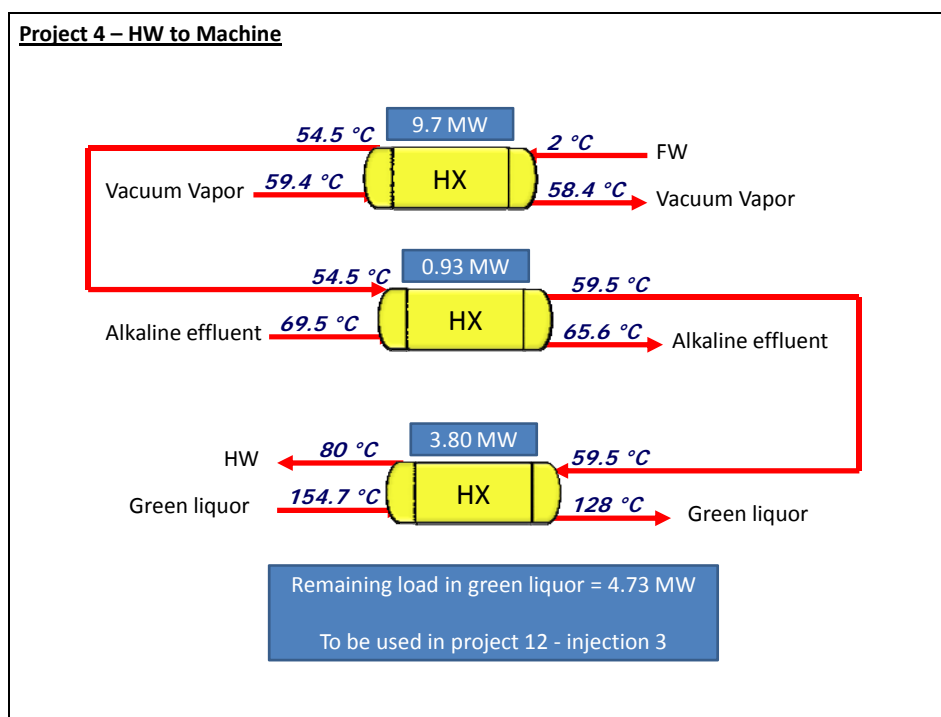 Project 4 – HW to Machine
9.7 MW
54.5 °C
2 °C
FW
HX
Vacuum Vapor
59.4 °C
58.4 °C
Vacuum Vapor
0.93 MW
54.5 °C
59.5 °C
HX
Alkaline effluent
69.5 °C
65.6 °C
Alkaline effluent
3.80 MW
HW
80 °C
59.5 °C
HX
Green liquor
154.7 °C
128 °C
Green liquor
Remaining load in green liquor = 4.73 MW
To be used in project 12 - injection 3